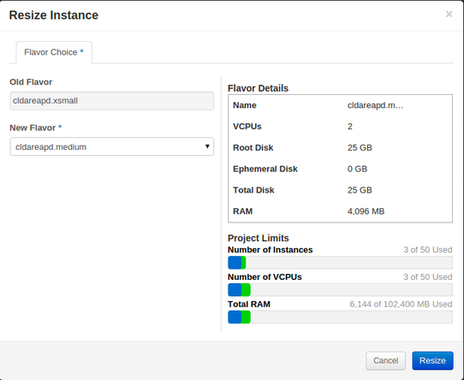 Resize Instance
×
Flavor Choice *
Old Flavor
cldareapd.xsmall
New Flavor *
cldareapd.medium
Flavor Details
Name cldareapd.m...
VCPUs 2
Root Disk 25 GB
Ephemeral Disk 0 GB
Total Disk 25 GB
RAM 4,096 MB
Project Limits
Number of Instances 3 of 50 Used
Number of VCPUs 3 of 50 Used
Total RAM 6,144 of 102,400 MB Used
Cancel Resize